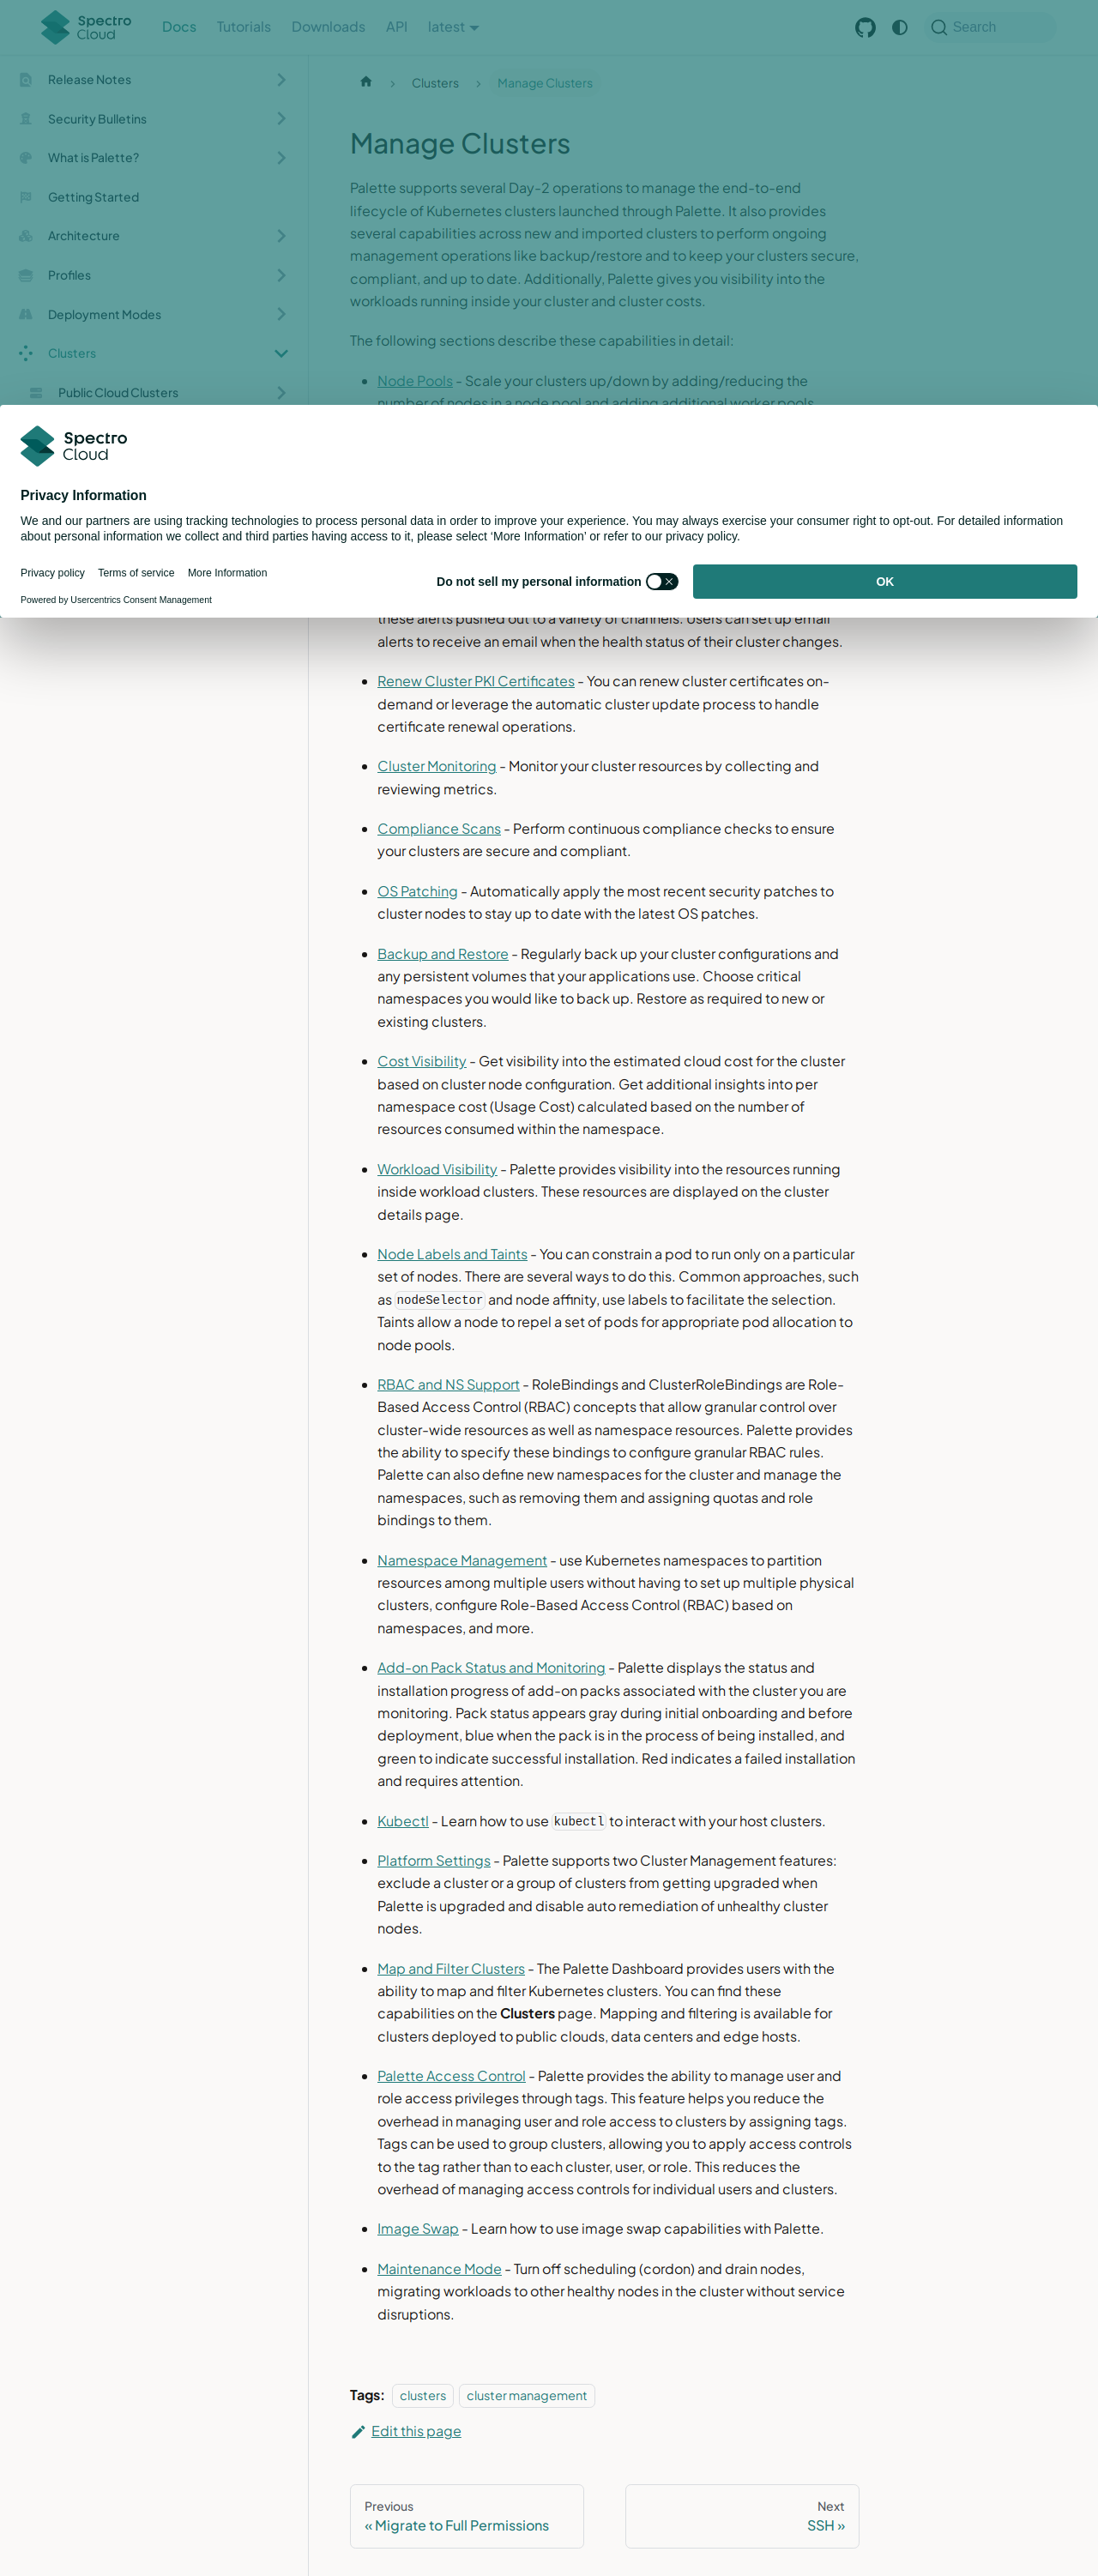 Spectro Cloud
Docs
Tutorials
Downloads
API
latest
Search
Release Notes
Security Bulletins
What is Palette?
Getting Started
Architecture
Profiles
Deployment Modes
Clusters
Public Cloud Clusters
Clusters
Manage Clusters
Manage Clusters
Palette supports several Day-2 operations to manage the end-to-end
lifecycle of Kubernetes clusters launched through Palette. It also provides
several capabilities across new and imported clusters to perform ongoing
management operations like backup/restore and to keep your clusters secure,
compliant, and up to date. Additionally, Palette gives you visibility into the
workloads running inside your cluster and cluster costs.
The following sections describe these capabilities in detail:
Node Pools - Scale your clusters up/down by adding/reducing the
number of nodes in a node pool and adding additional worker pools
Spectro
Cloud
Privacy Information
We and our partners are using tracking technologies to process personal data in order to improve your experience. You may always exercise your consumer right to opt-out. For detailed information
about personal information we collect and third parties having access to it, please select ‘More Information’ or refer to our privacy policy.
Privacy policy
Terms of service
More Information
Powered by Usercentrics Consent Management
Do not sell my personal information
OK
these alerts pushed out to a variety of channels. Users can set up email
alerts to receive an email when the health status of their cluster changes.
Renew Cluster PKI Certificates - You can renew cluster certificates on-
demand or leverage the automatic cluster update process to handle
certificate renewal operations.
Cluster Monitoring - Monitor your cluster resources by collecting and
reviewing metrics.
Compliance Scans - Perform continuous compliance checks to ensure
your clusters are secure and compliant.
OS Patching - Automatically apply the most recent security patches to
cluster nodes to stay up to date with the latest OS patches.
Backup and Restore - Regularly back up your cluster configurations and
any persistent volumes that your applications use. Choose critical
namespaces you would like to back up. Restore as required to new or
existing clusters.
Cost Visibility - Get visibility into the estimated cloud cost for the cluster
based on cluster node configuration. Get additional insights into per
namespace cost (Usage Cost) calculated based on the number of
resources consumed within the namespace.
Workload Visibility - Palette provides visibility into the resources running
inside workload clusters. These resources are displayed on the cluster
details page.
Node Labels and Taints - You can constrain a pod to run only on a particular
set of nodes. There are several ways to do this. Common approaches, such
as nodeSelector and node affinity, use labels to facilitate the selection.
Taints allow a node to repel a set of pods for appropriate pod allocation to
node pools.
RBAC and NS Support - RoleBindings and ClusterRoleBindings are Role-
Based Access Control (RBAC) concepts that allow granular control over
cluster-wide resources as well as namespace resources. Palette provides
the ability to specify these bindings to configure granular RBAC rules.
Palette can also define new namespaces for the cluster and manage the
namespaces, such as removing them and assigning quotas and role
bindings to them.
Namespace Management - use Kubernetes namespaces to partition
resources among multiple users without having to set up multiple physical
clusters, configure Role-Based Access Control (RBAC) based on
namespaces, and more.
Add-on Pack Status and Monitoring - Palette displays the status and
installation progress of add-on packs associated with the cluster you are
monitoring. Pack status appears gray during initial onboarding and before
deployment, blue when the pack is in the process of being installed, and
green to indicate successful installation. Red indicates a failed installation
and requires attention.
Kubectl - Learn how to use kubectl to interact with your host clusters.
Platform Settings - Palette supports two Cluster Management features:
exclude a cluster or a group of clusters from getting upgraded when
Palette is upgraded and disable auto remediation of unhealthy cluster
nodes.
Map and Filter Clusters - The Palette Dashboard provides users with the
ability to map and filter Kubernetes clusters. You can find these
capabilities on the Clusters page. Mapping and filtering is available for
clusters deployed to public clouds, data centers and edge hosts.
Palette Access Control - Palette provides the ability to manage user and
role access privileges through tags. This feature helps you reduce the
overhead in managing user and role access to clusters by assigning tags.
Tags can be used to group clusters, allowing you to apply access controls
to the tag rather than to each cluster, user, or role. This reduces the
overhead of managing access controls for individual users and clusters.
Image Swap - Learn how to use image swap capabilities with Palette.
Maintenance Mode - Turn off scheduling (cordon) and drain nodes,
migrating workloads to other healthy nodes in the cluster without service
disruptions.
Tags: clusters cluster management
Edit this page
Previous
« Migrate to Full Permissions
Next
SSH »